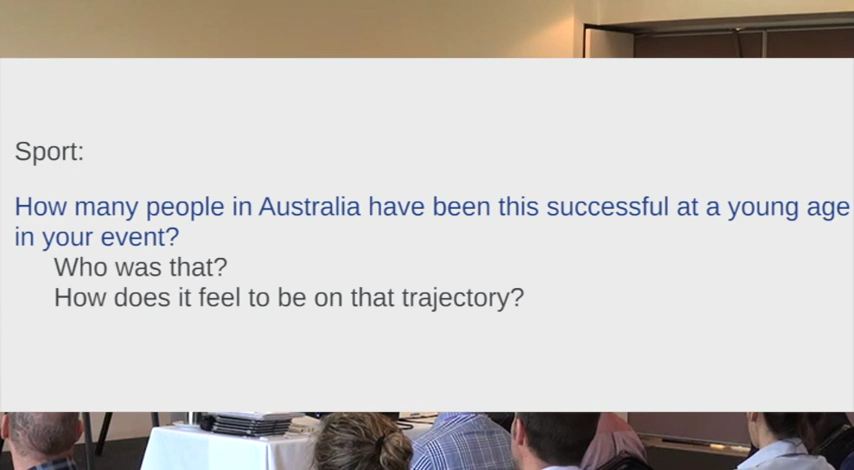 Sport:
How many people in Australia have been this successful at a young age
in your event?
Who was that?
How does it feel to be on that trajectory?